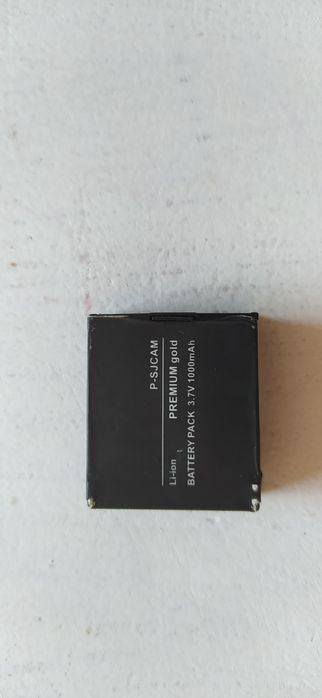 P-SJCAM
PREMIUM gold
Li-ion
BATTERY PACK 3.7V 1000mAh